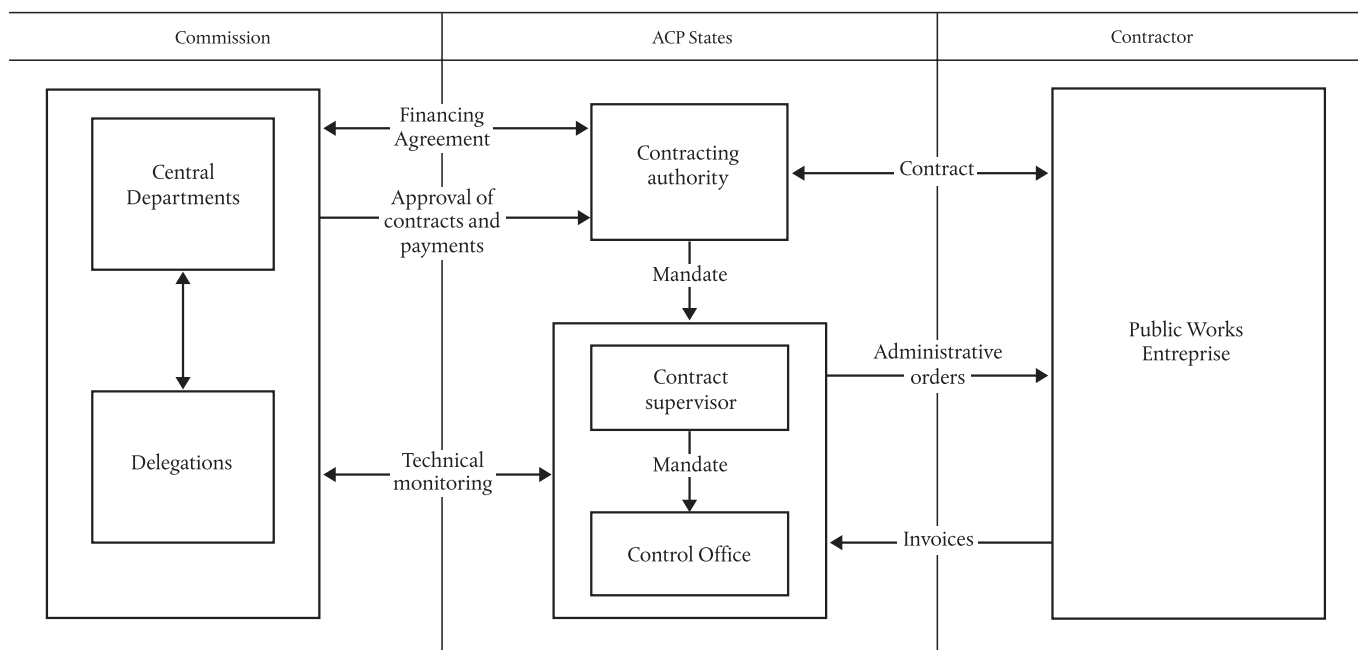 Commission
ACP States
Contractor
Financing
Agreement
Contracting
authority
Contract
Central
Departments
Approval of
contracts and
payments
Mandate
Public Works
Entreprise
Administrative
orders
Contract
supervisor
Delegations
Technical
monitoring
Mandate
Invoices
Control Office